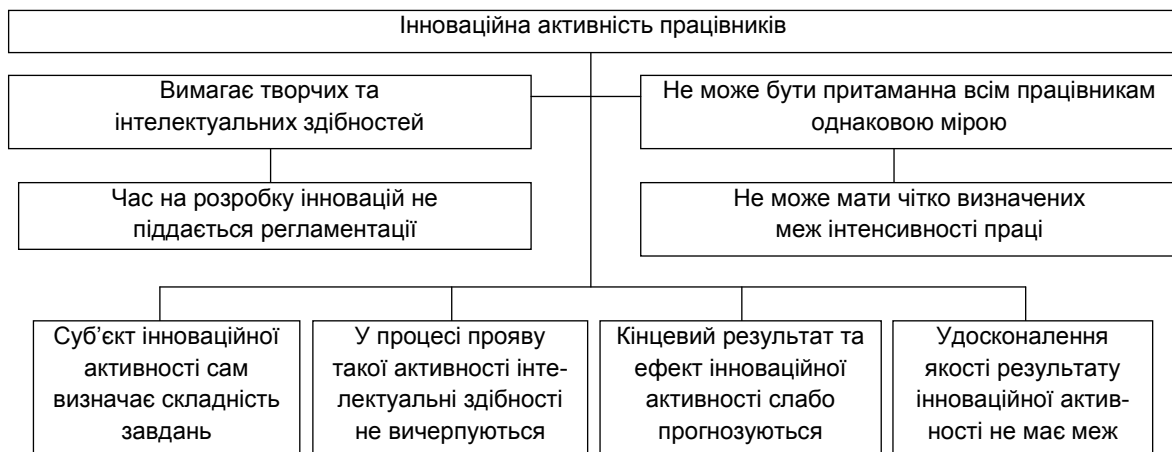 Інноваційна активність працівників
Вимагає творчих та
інтелектуальних здібностей
Не може бути притаманна всім працівникам
однаковою мірою
Час на розробку інновацій не
піддається регламентації
Не може мати чітко визначених
меж інтенсивності праці
Суб’єкт інноваційної
активності сам
визначає складність
завдань
У процесі прояву
такої активності інте-
лектуальні здібності
не вичерпуються
Кінцевий результат та
ефект інноваційної
активності слабо
прогнозуються
Удосконалення
якості результату
інноваційної актив-
ності не має меж